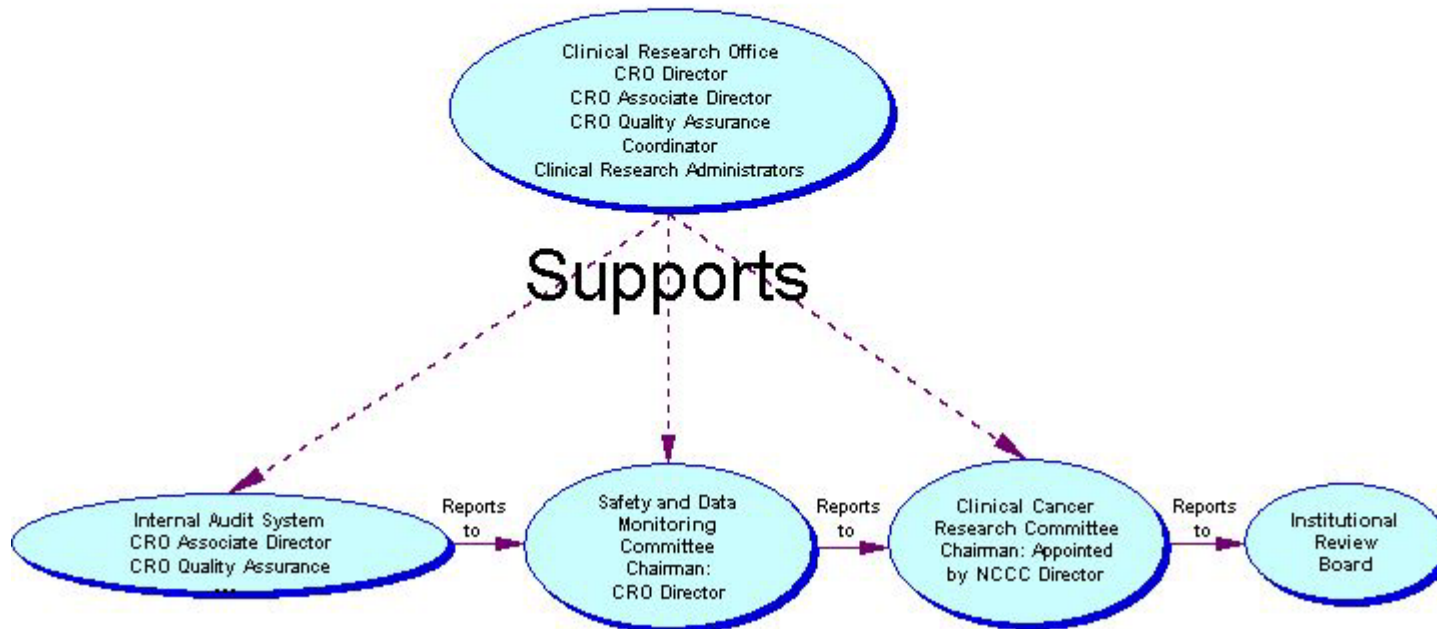 Clinical Research Office
CRO Director
CRO Associate Director
CRO Quality Assurance
Coordinator
Clinical Research Administrators
Supports
Internal Audit System
CRO Associate Director
CRO Quality Assurance
...
Reports
to
Safety and Data
Monitoring
Committee
Chairman:
CRO Director
Reports
to
Clinical Cancer
Research Committee
Chairman: Appointed
by NCCC Director
Reports
to
Institutional
Review
Board